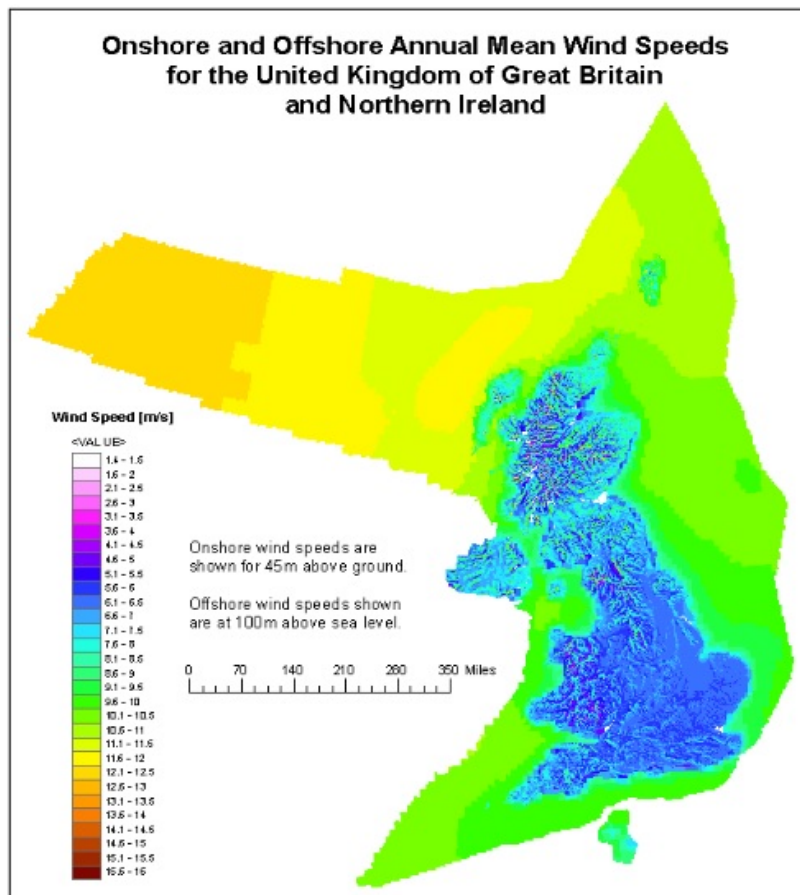 Onshore and Offshore Annual Mean Wind Speeds
for the United Kingdom of Great Britain
and Northern Ireland
Wind Speed [m/s]
<VALUE>
1.4 - 1.5
1.6 - 2
2.1 - 2.5
2.6 - 3
3.1 - 3.5
3.6 - 4
4.1 - 4.5
4.6 - 5
5.1 - 5.5
5.6 - 6
6.1 - 6.5
6.6 - 7
7.1 - 7.5
7.6 - 8
8.1 - 8.5
8.6 - 9
9.1 - 9.5
9.6 - 10
10.1 - 10.5
10.6 - 11
11.1 - 11.5
11.6 - 12
12.1 - 12.5
12.6 - 13
13.1 - 13.5
13.6 - 14
14.1 - 14.5
14.6 - 15
15.1 - 15.5
15.6 - 16
Onshore wind speeds are
shown for 45m above ground.
Offshore wind speeds shown
are at 100m above sea level.
0 70 140 210 280 350 Miles